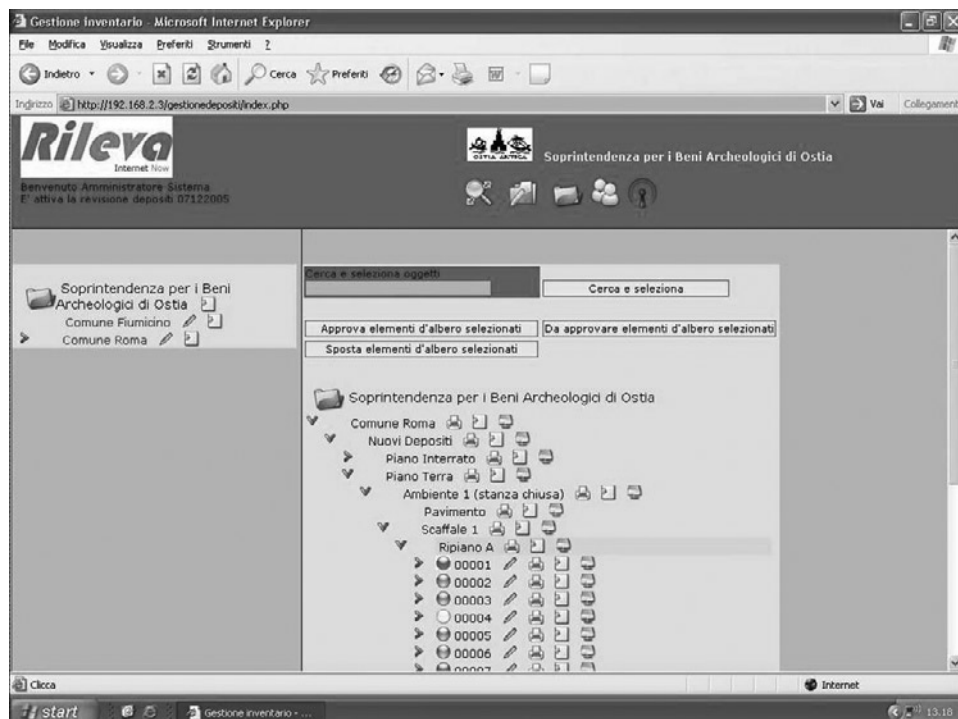 Gestione inventario - Microsoft Internet Explorer
File Modifica Visualizza Preferiti Strumenti ?
Indietro Cerca Preferiti
Indirizzo http://192.168.2.3/gestionedepositi/index.php Vai Collegament
Rileva
Internet Now
OSTIA ANTICA
Soprintendenza per i Beni Archeologici di Ostia
Benvenuto Amministratore Sistema
E' attiva la revisione depositi 07122005
Soprintendenza per i Beni
Archeologici di Ostia
Comune Fiumicino
Comune Roma
Cerca e seleziona oggetti
Cerca e seleziona
Approva elementi d'albero selezionati Da approvare elementi d'albero selezionati
Sposta elementi d'albero selezionati
Soprintendenza per i Beni Archeologici di Ostia
Comune Roma
Nuovi Depositi
Piano Interrato
Piano Terra
Ambiente 1 (stanza chiusa)
Pavimento
Scaffale 1
Ripiano A
00001
00002
00003
00004
00005
00006
00007
Clicca Internet
start Gestione inventario - ... 13.18